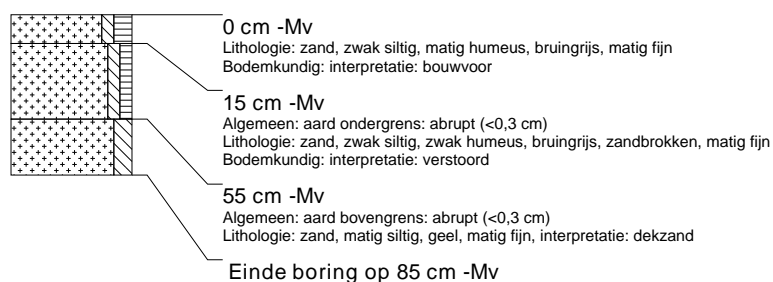 0 cm -Mv
Lithologie: zand, zwak siltig, matig humeus, bruingrijs, matig fijn
Bodemkundig: interpretatie: bouwvoor
15 cm -Mv
Algemeen: aard ondergrens: abrupt (<0,3 cm)
Lithologie: zand, zwak siltig, zwak humeus, bruingrijs, zandbrokken, matig fijn
Bodemkundig: interpretatie: verstoord
55 cm -Mv
Algemeen: aard bovengrens: abrupt (<0,3 cm)
Lithologie: zand, matig siltig, geel, matig fijn, interpretatie: dekzand
Einde boring op 85 cm -Mv